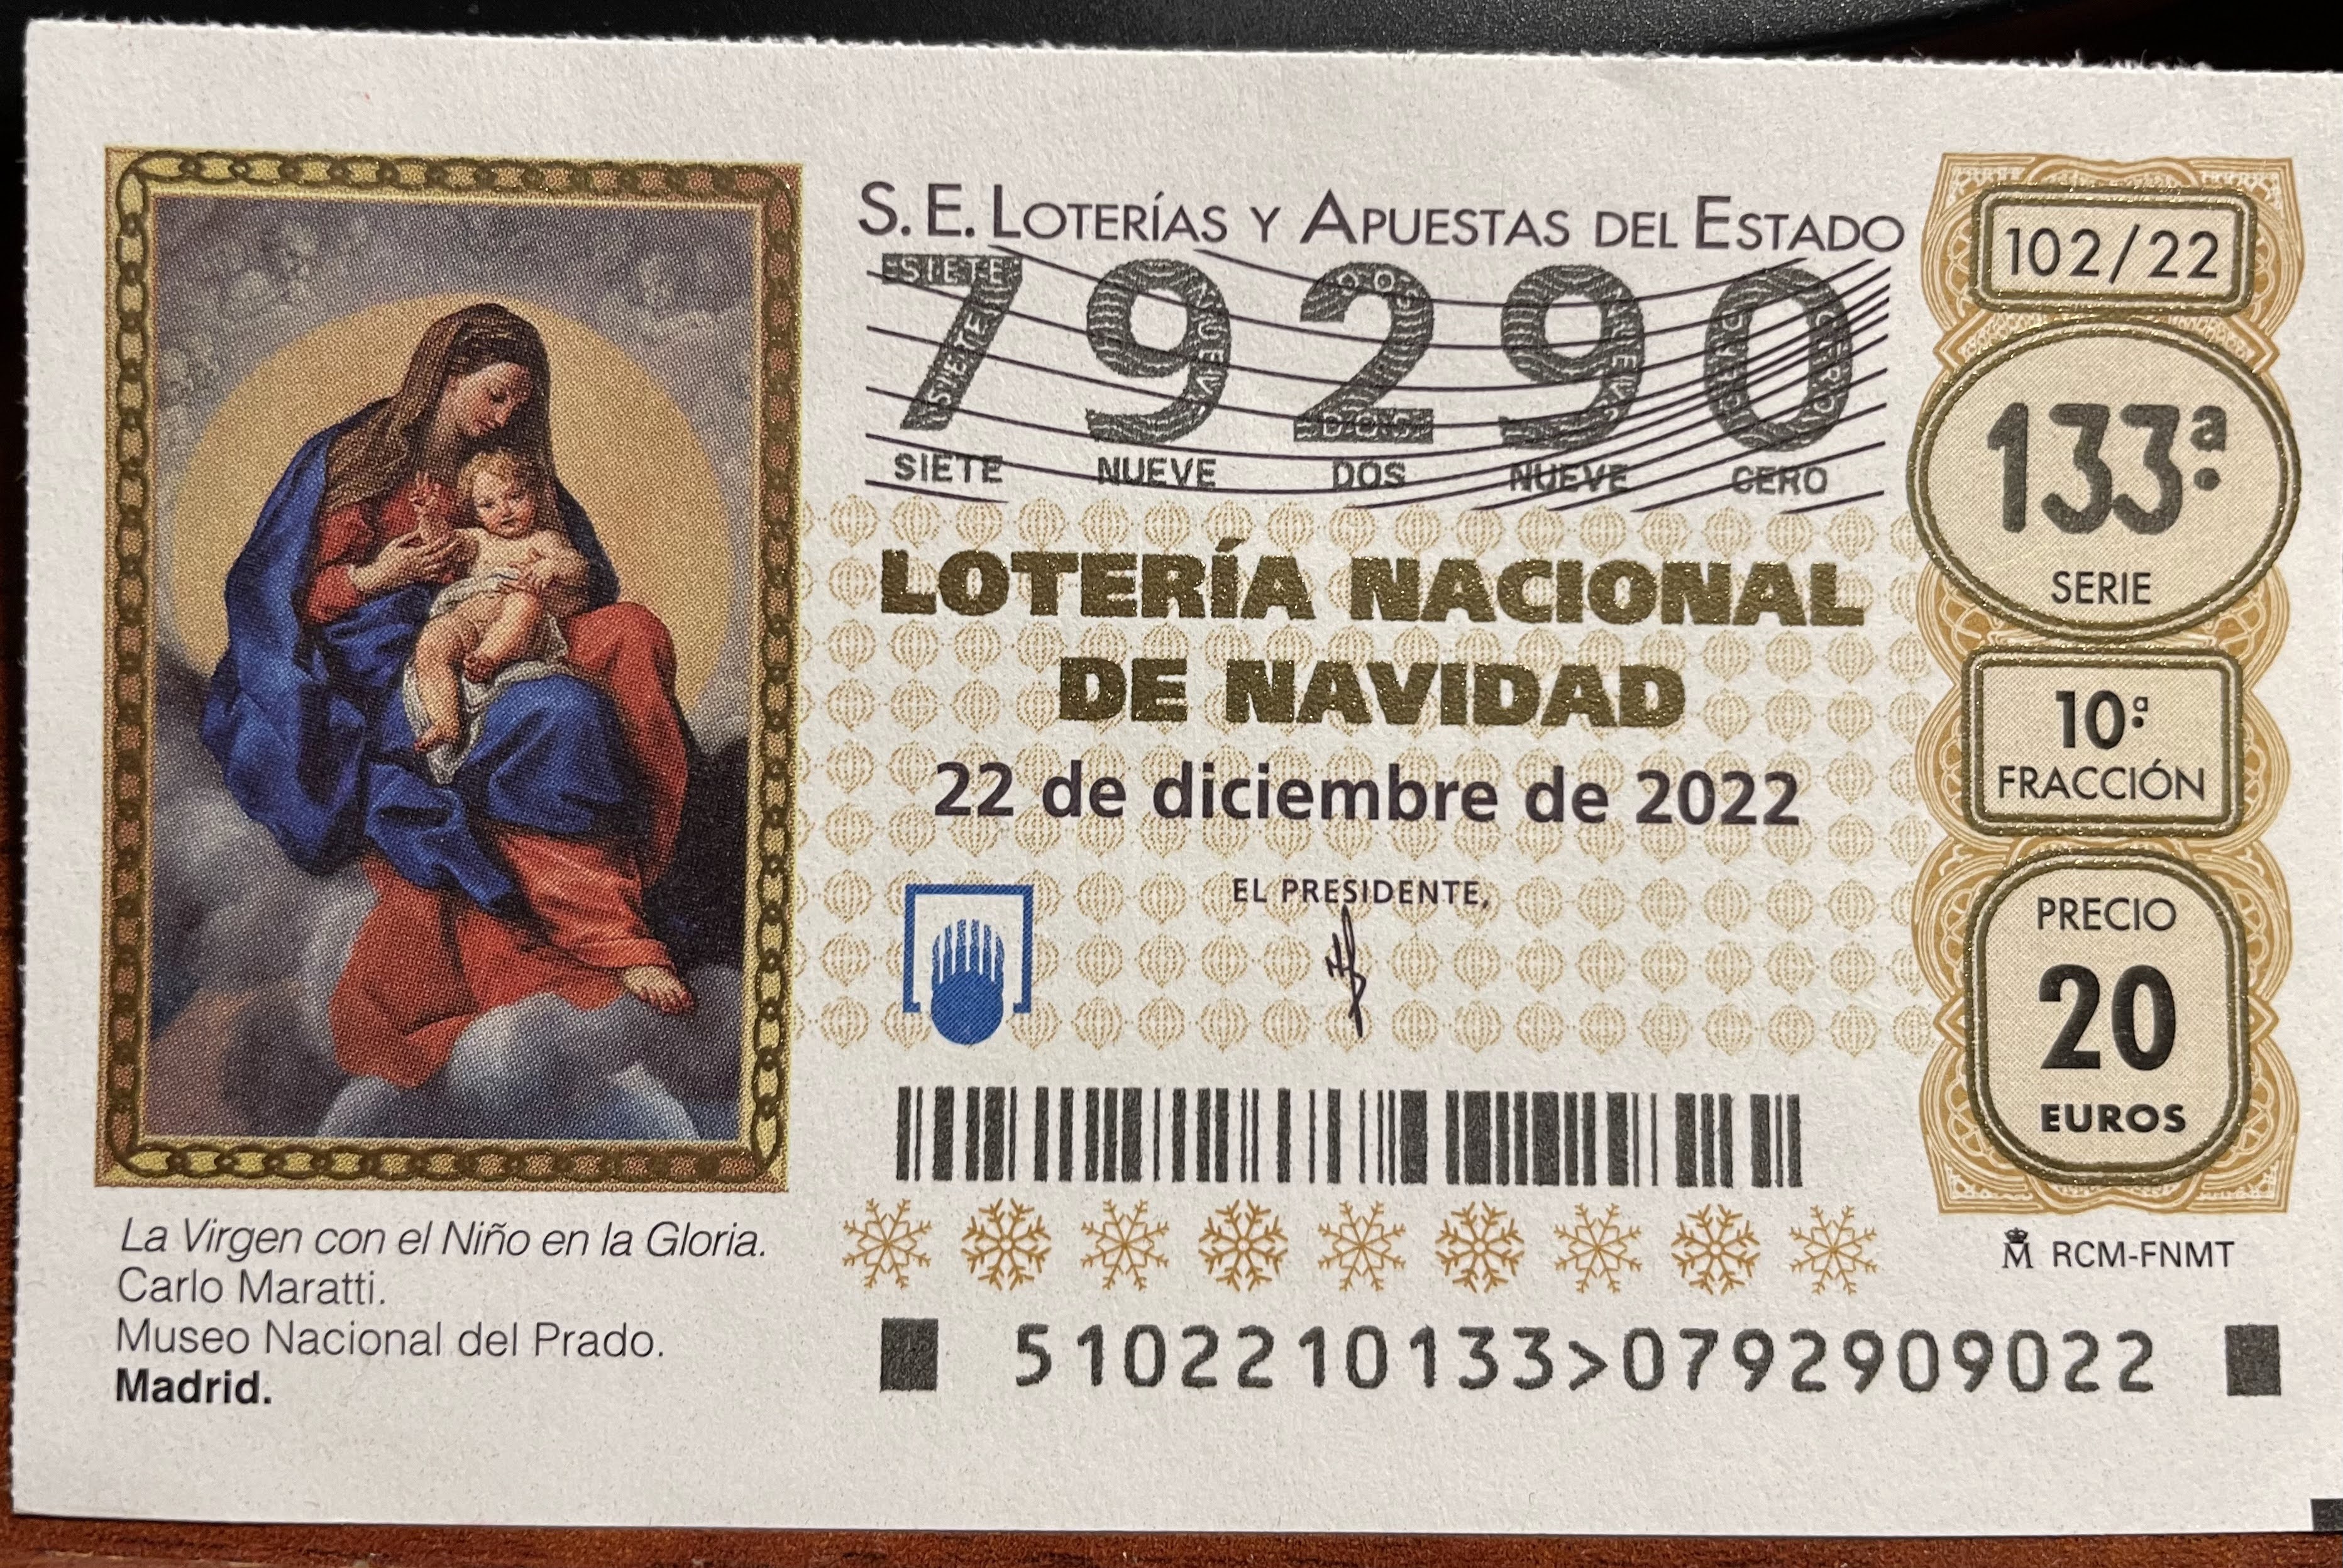 S. E. LOTERÍAS Y APUESTAS DEL ESTADO
79290
SIETE NUEVE DOS NUEVE CERO
LOTERÍA NACIONAL
DE NAVIDAD
22 de diciembre de 2022
EL PRESIDENTE,
102/22
133ª
SERIE
10ª
FRACCIÓN
PRECIO
20
EUROS
RCM-FNMT
La Virgen con el Niño en la Gloria.
Carlo Maratti.
Museo Nacional del Prado.
Madrid.
5102210133>0792909022